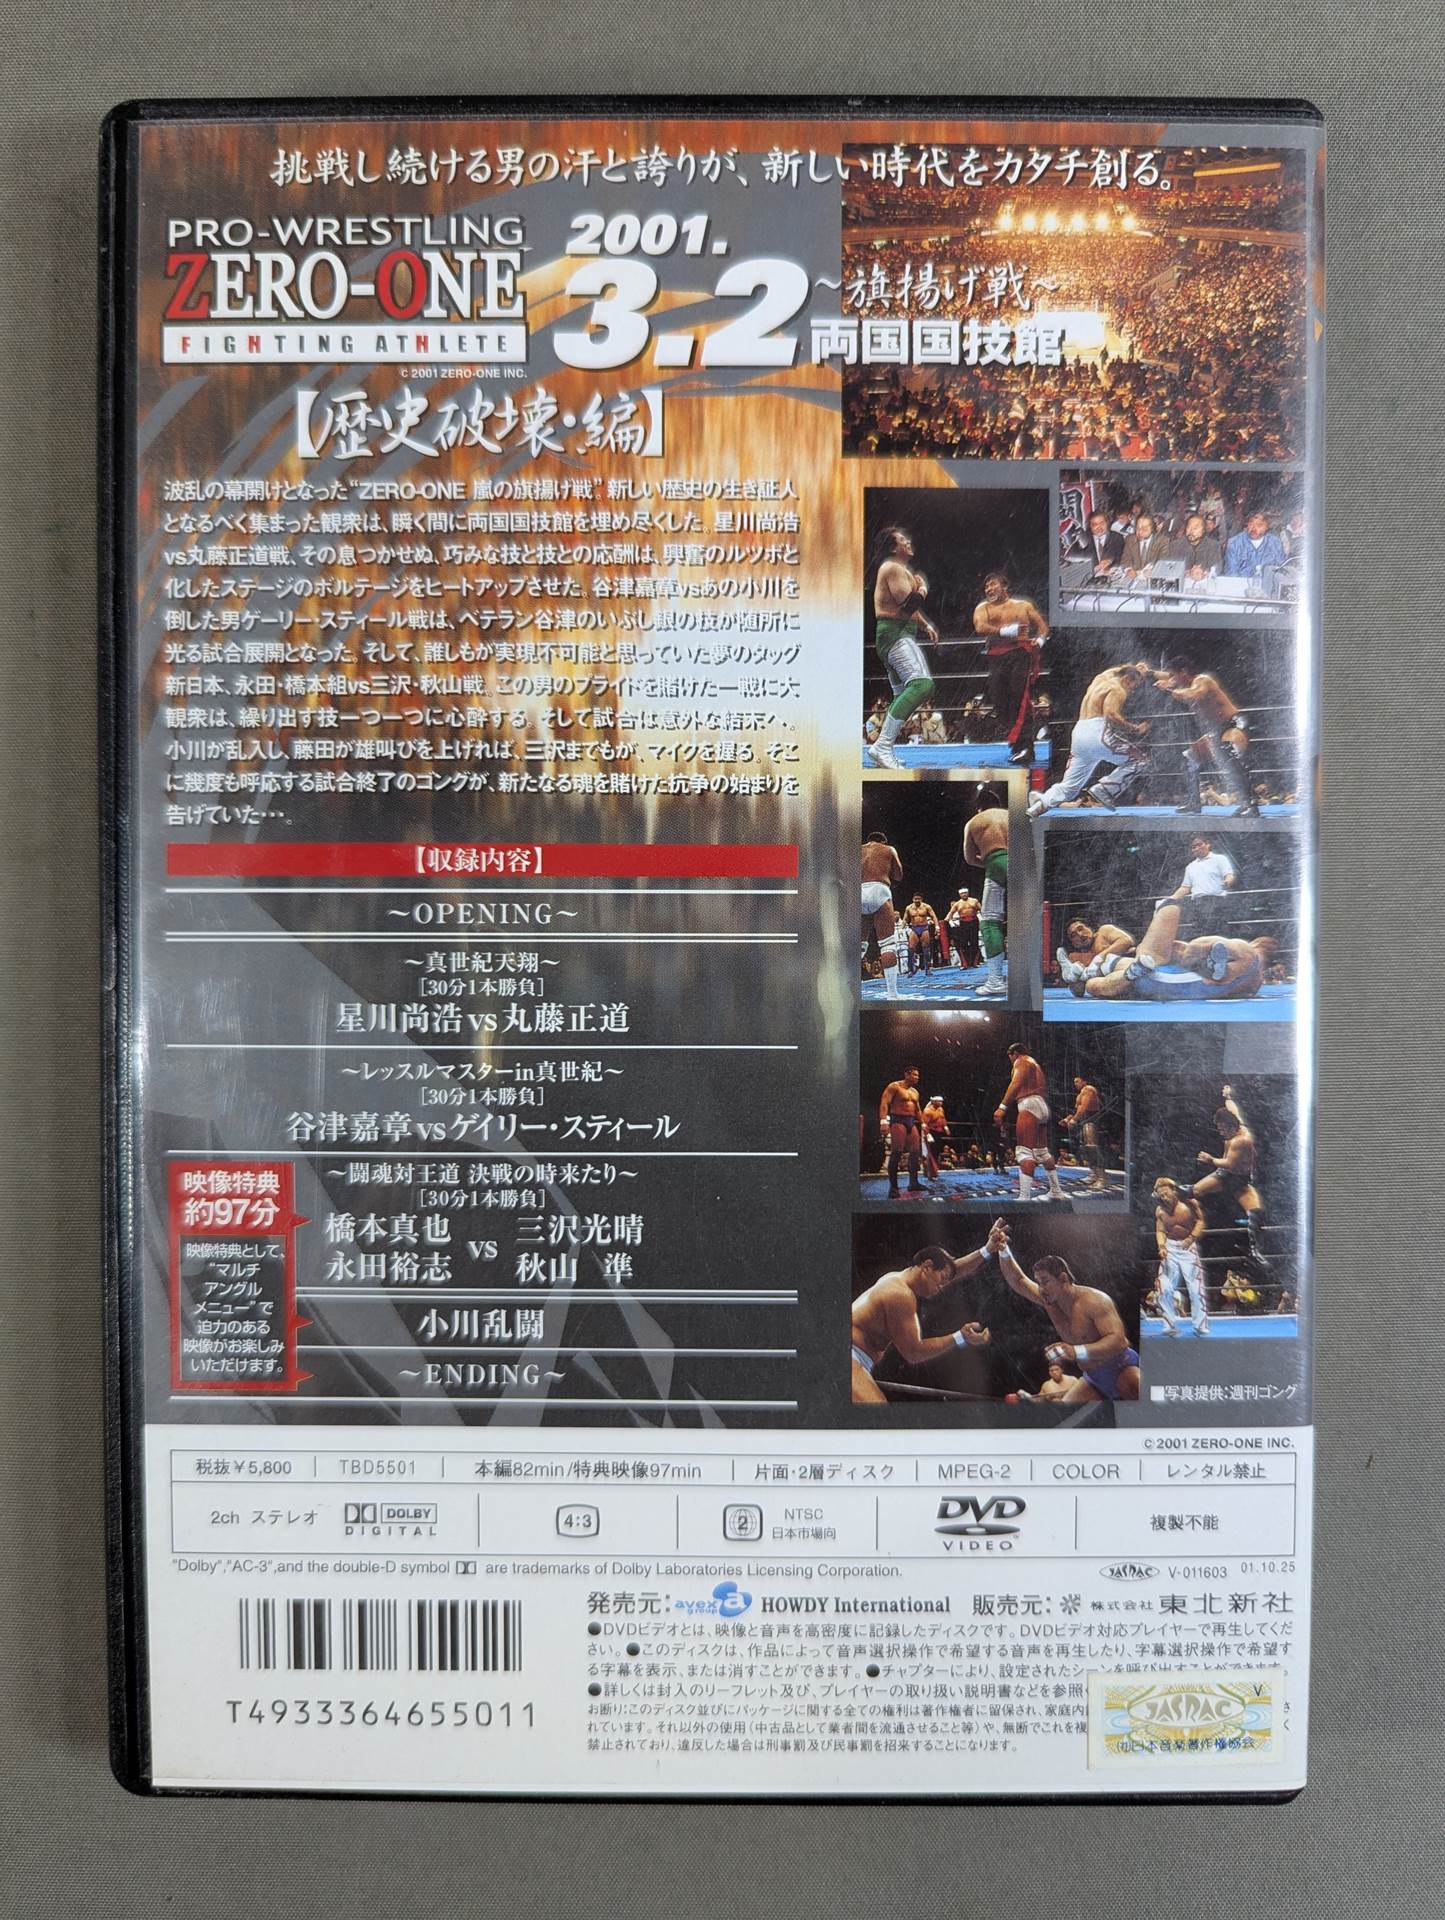 挑戦し続ける男の汗と誇りが、新しい時代をカタチ創る。
PRO-WRESTLING
ZERO-ONE
FIGHTING ATHLETE
© 2001 ZERO-ONE INC.
2001.
3.2
～旗揚げ戦～
両国国技館
【歴史破壊・編】
波乱の幕開けとなった“ZERO-ONE 嵐の旗揚げ戦”。新しい歴史の生き証人
となるべく集まった観衆は、瞬く間に両国国技館を埋め尽くした。星川尚浩
vs丸藤正道戦、その息つかせぬ、巧みな技と技との応酬は、興奮のルツボと
化したステージのボルテージをヒートアップさせた。谷津嘉章vsあの小川を
倒した男ゲーリー・スティール戦は、ベテラン谷津のいぶし銀の技が随所に
光る試合展開となった。そして、誰しもが実現不可能と思っていた夢のタッグ
新日本、永田・橋本組vs三沢・秋山戦。この男のプライドを賭けた一戦に大
観衆は、繰り出す技一つ一つに心酔する。そして試合は意外な結末へ。
小川が乱入し、藤田が雄叫びを上げれば、三沢までもが、マイクを握る。そこ
に幾度も呼応する試合終了のゴングが、新たなる魂を賭けた抗争の始まりを
告げていた…。
【収録内容】
～OPENING～
～真世紀天翔～
[30分1本勝負]
星川尚浩vs丸藤正道
～レッスルマスターin真世紀～
[30分1本勝負]
谷津嘉章vsゲイリー・スティール
～闘魂対王道 決戦の時来たり～
[30分1本勝負]
橋本真也 永田裕志 vs 三沢光晴 秋山 準
小川乱闘
～ENDING～
映像特典
約97分
映像特典として、
“マルチ
アングル
メニュー”で
迫力のある
映像がお楽しみ
いただけます。
■写真提供：週刊ゴング
© 2001 ZERO-ONE INC.
税抜￥5,800 TBD5501 本編82min/特典映像97min 片面・2層ディスク MPEG-2 COLOR レンタル禁止
2ch ステレオ DOLBY DIGITAL 4:3 2 NTSC 日本市場向 DVD VIDEO 複製不能
"Dolby","AC-3",and the double-D symbol are trademarks of Dolby Laboratories Licensing Corporation.
JASRAC V-011603 01.10.25
発売元：avex group HOWDY International 販売元：株式会社 東北新社
●DVDビデオとは、映像と音声を高密度に記録したディスクです。DVDビデオ対応プレイヤーで再生してくだ
さい。●このディスクは、作品によって音声選択操作で希望する音声を再生したり、字幕選択操作で希望す
る字幕を表示、または消すことができます。●チャプターにより、設定されたシーンを呼び出すことができます。
●詳しくは封入のリーフレット及び、プレイヤーの取り扱い説明書などを参照
お断り：このディスク並びにパッケージに関する全ての権利は著作権者に留保され、家庭内
れています。それ以外の使用（中古品として業者間を流通させること等）や、無断でこれを複
禁止されており、違反した場合は刑事罰及び民事罰を招来することになります。
T4933364655011
V
JASRAC
(社)日本音楽著作権協会